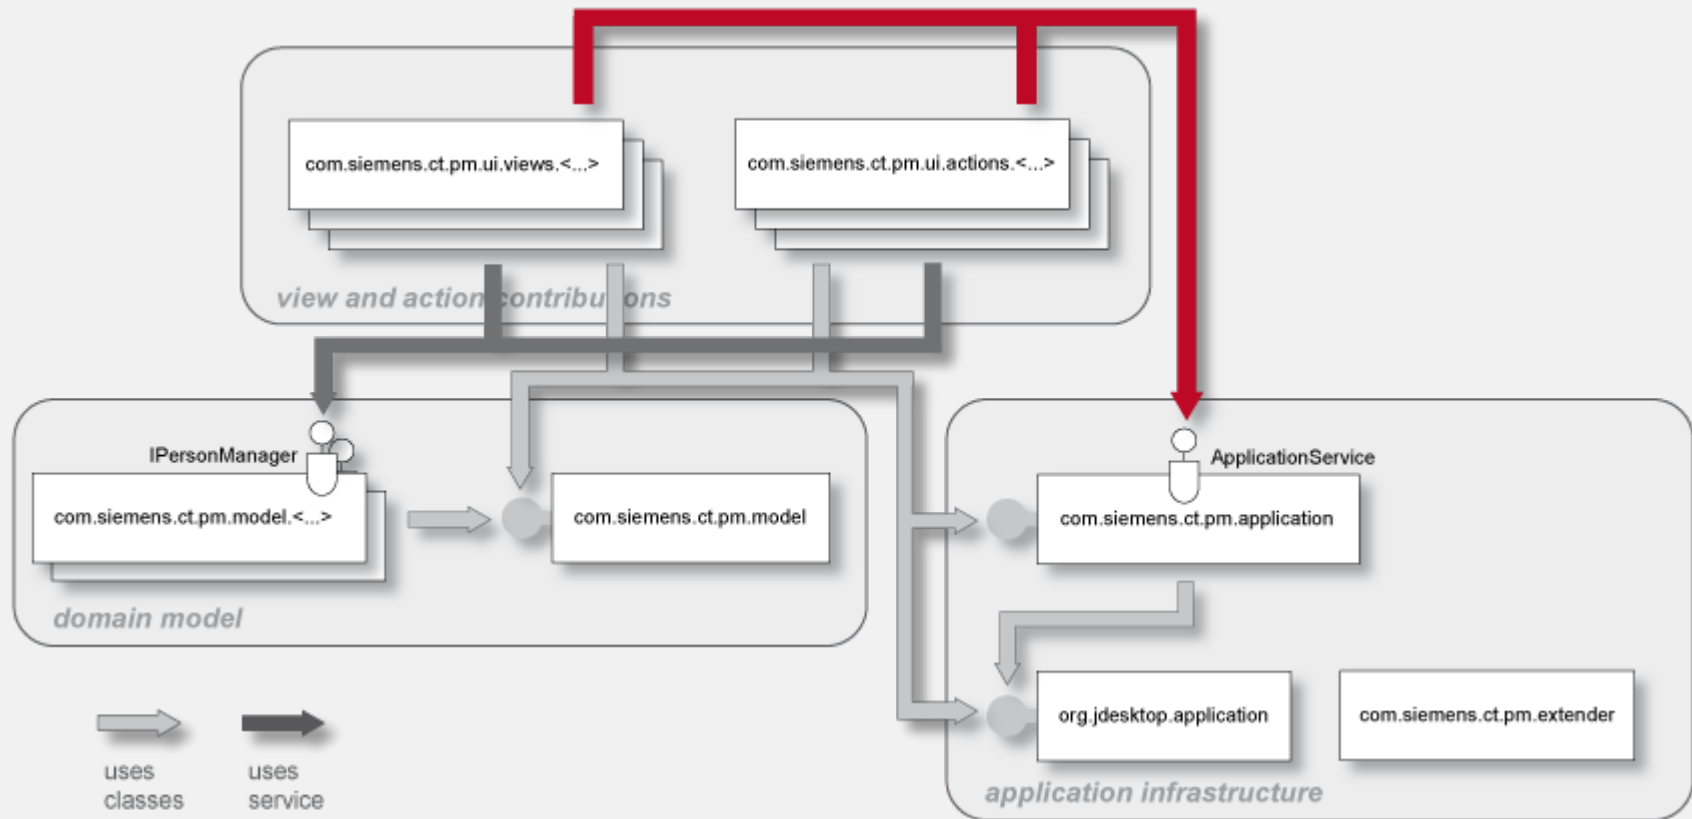 com.siemens.ct.pm.ui.views.<...>
com.siemens.ct.pm.ui.actions.<...>
view and action contributions
IPersonManager
com.siemens.ct.pm.model.<...>
com.siemens.ct.pm.model
domain model
ApplicationService
com.siemens.ct.pm.application
org.jdesktop.application
com.siemens.ct.pm.extender
application infrastructure
uses
classes
uses
service